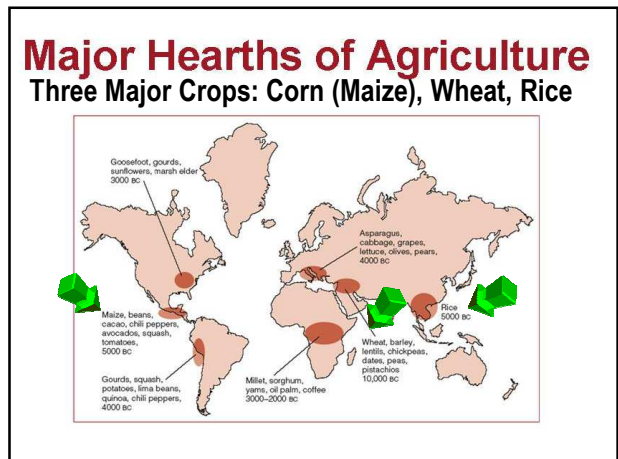 Major Hearths of Agriculture
Three Major Crops: Corn (Maize), Wheat, Rice
Goosefoot, gourds,
sunflowers, marsh elder
3000 BC
Asparagus,
cabbage, grapes,
lettuce, olives, pears,
4000 BC
Maize, beans,
cacao, chili peppers,
avocados, squash,
tomatoes,
5000 BC
Rice
5000 BC
Wheat, barley,
lentils, chickpeas,
dates, peas,
pistachios
10,000 BC
Gourds, squash,
potatoes, lima beans,
quinoa, chili peppers,
4000 BC
Millet, sorghum,
yams, oil palm, coffee
3000–2000 BC